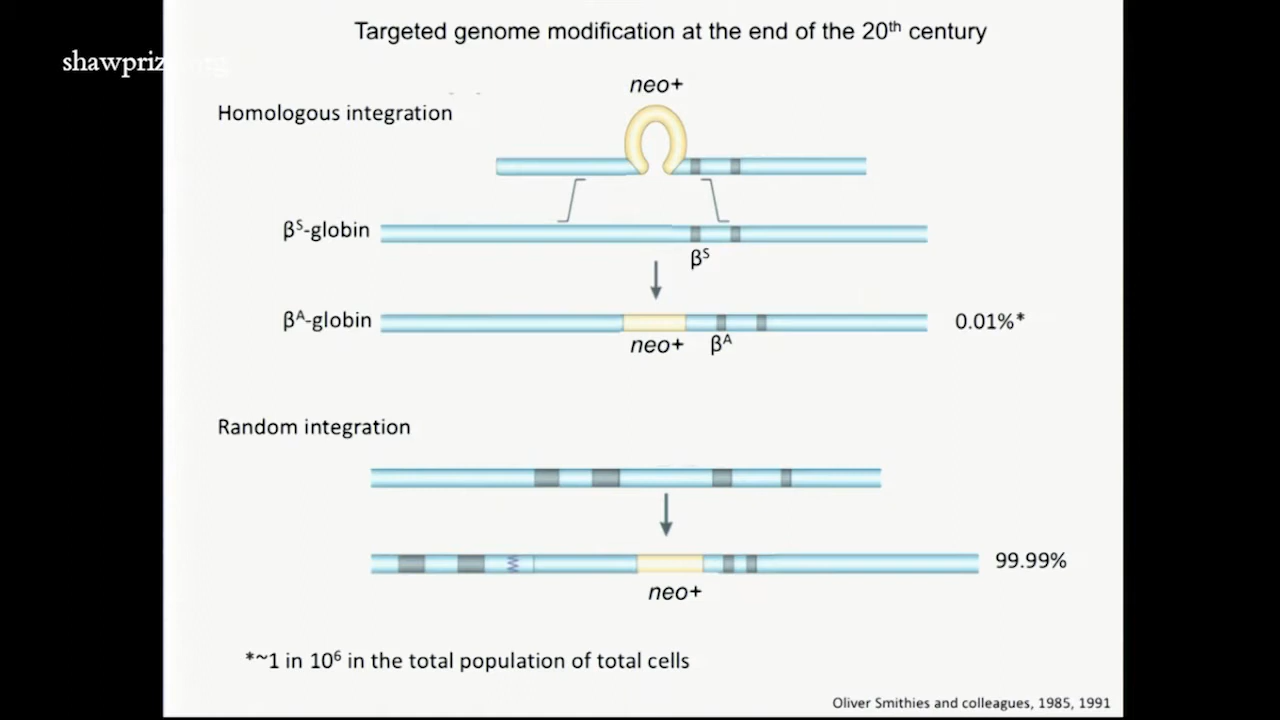 Targeted genome modification at the end of the 20th century
shawpriz
neo+
Homologous integration
βS-globin
βS
βA-globin
0.01%*
neo+ βA
Random integration
99.99%
neo+
*~1 in 10⁶ in the total population of total cells
Oliver Smithies and colleagues, 1985, 1991